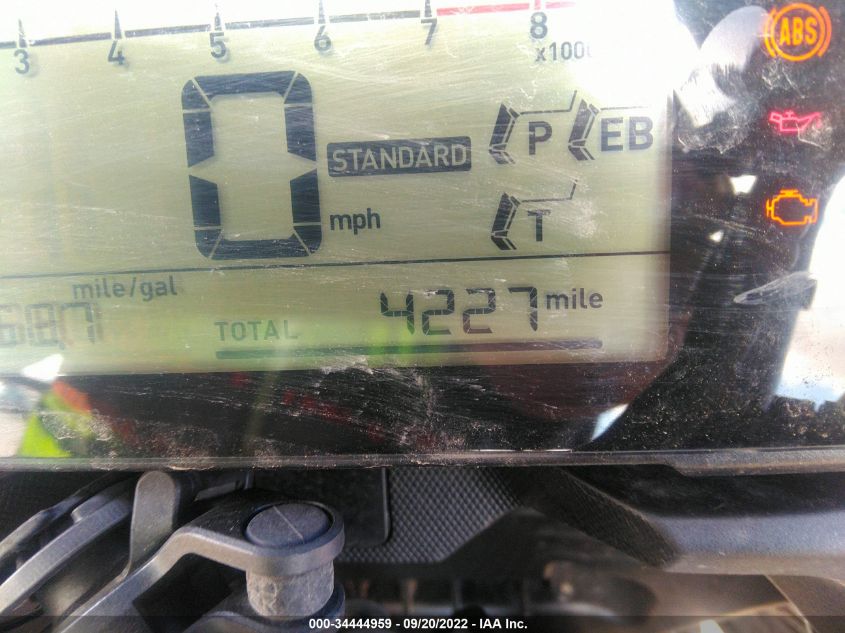 3 4 5 6 7 8
x1000
ABS
0
STANDARD
P
EB
mph
T
mile/gal
TOTAL
4227 mile
000-34444959 - 09/20/2022 - IAA Inc.